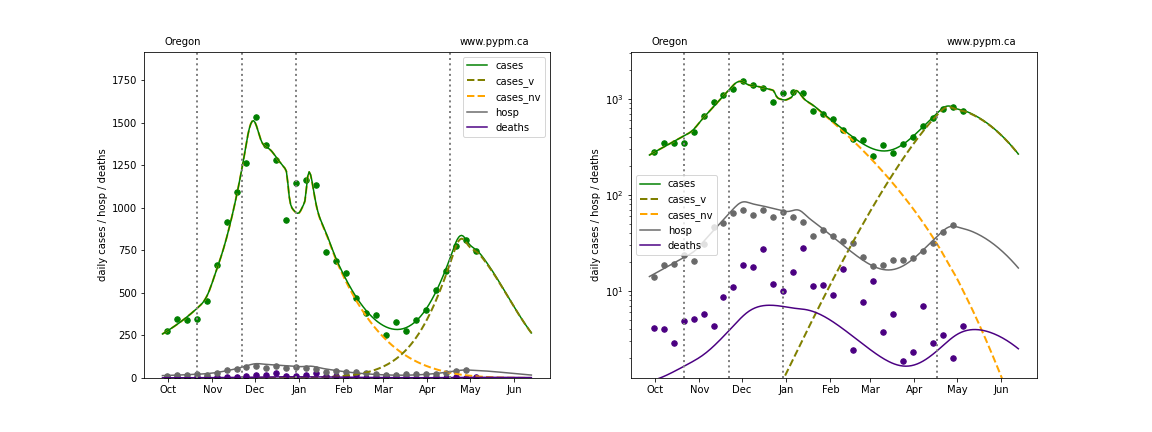 Oregon
www.pypm.ca
daily cases / hosp / deaths
1750
1500
1250
1000
750
500
250
0
Oct Nov Dec Jan Feb Mar Apr May Jun
cases
cases_v
cases_nv
hosp
deaths
Oregon
www.pypm.ca
daily cases / hosp / deaths
10³
10²
10¹
Oct Nov Dec Jan Feb Mar Apr May Jun
cases
cases_v
cases_nv
hosp
deaths